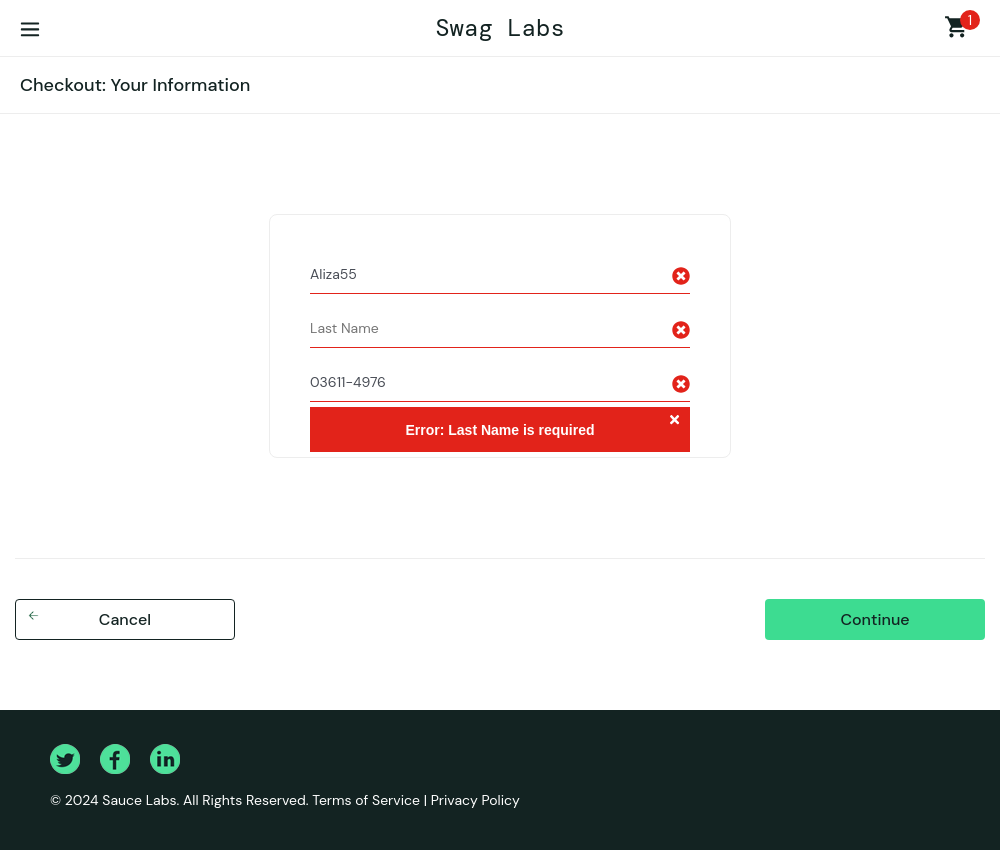 Swag Labs
1
Checkout: Your Information
Aliza55
Last Name
03611-4976
Error: Last Name is required
Cancel
Continue
© 2024 Sauce Labs. All Rights Reserved. Terms of Service | Privacy Policy